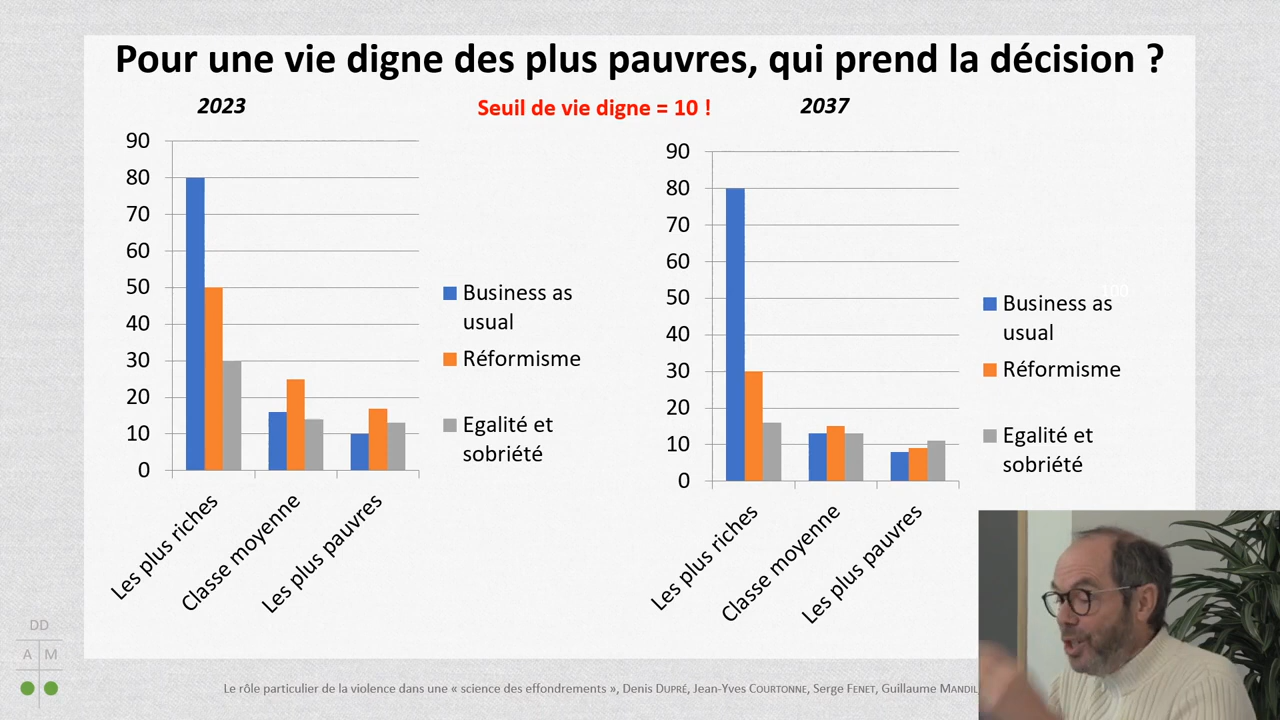 Pour une vie digne des plus pauvres, qui prend la décision ?
2023
Seuil de vie digne = 10 !
2037
90
80
70
60
50
40
30
20
10
0
Les plus riches
Classe moyenne
Les plus pauvres
Business as
usual
Réformisme
Egalité et
sobriété
90
80
70
60
50
40
30
20
10
0
Les plus riches
Classe moyenne
Les plus pauvres
100
Business as
usual
Réformisme
Egalité et
sobriété
DD
A M
Le rôle particulier de la violence dans une « science des effondrements », Denis DUPRÉ, Jean-Yves COURTONNE, Serge FENET, Guillaume